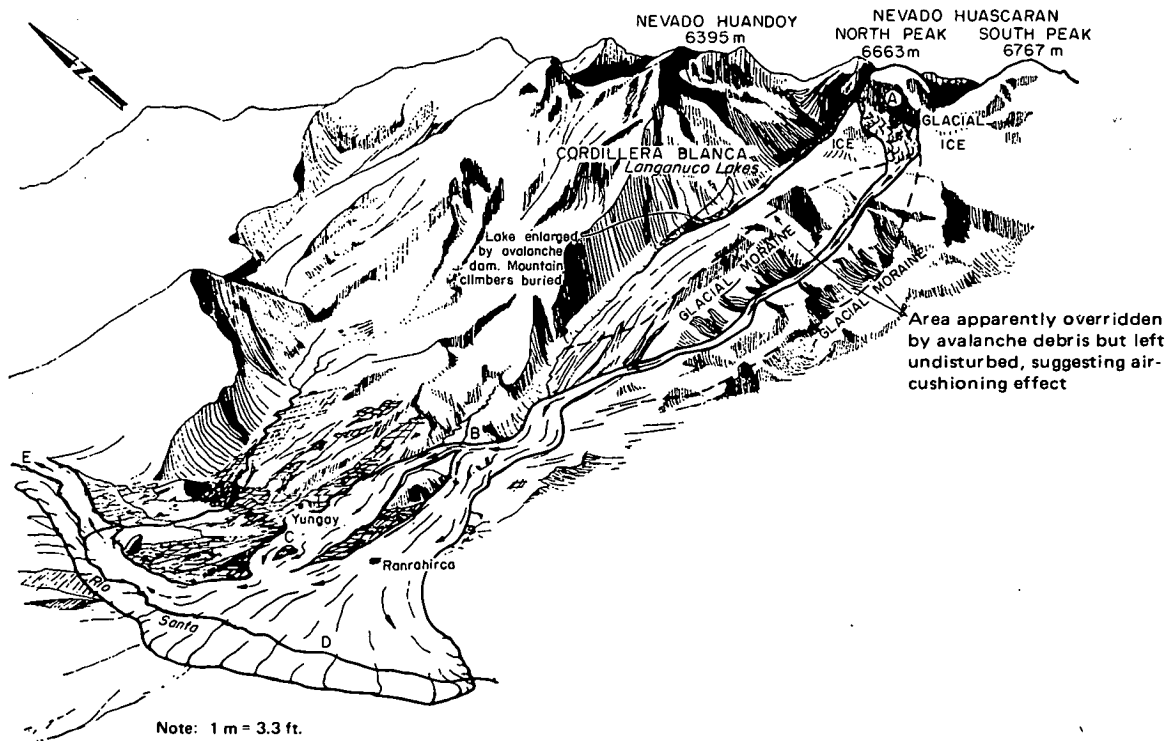 NEVADO HUANDOY
6395 m
NEVADO HUASCARAN
NORTH PEAK SOUTH PEAK
6663 m 6767 m
N
A
GLACIAL
ICE
ICE
CORDILLERA BLANCA
Langanuco Lakes
Lake enlarged
by avalanche
dam. Mountain
climbers buried
GLACIAL MORAINE
GLACIAL MORAINE
Area apparently overridden
by avalanche debris but left
undisturbed, suggesting air-
cushioning effect
B
E
Yungay
C
Ranrahirca
Rio
Santa
D
Note: 1 m = 3.3 ft.